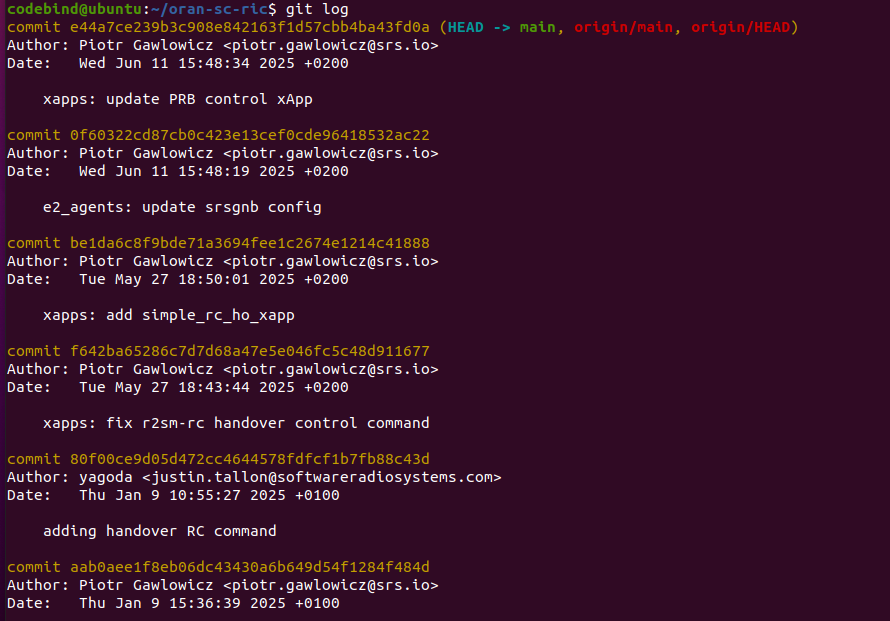 codebind@ubuntu:~/oran-sc-ric$ git log
commit e44a7ce239b3c908e842163f1d57cbb4ba43fd0a (HEAD -> main, origin/main, origin/HEAD)
Author: Piotr Gawlowicz <piotr.gawlowicz@srs.io>
Date:   Wed Jun 11 15:48:34 2025 +0200
xapps: update PRB control xApp
commit 0f60322cd87cb0c423e13cef0cde96418532ac22
Author: Piotr Gawlowicz <piotr.gawlowicz@srs.io>
Date:   Wed Jun 11 15:48:19 2025 +0200
e2_agents: update srsgnb config
commit be1da6c8f9bde71a3694fee1c2674e1214c41888
Author: Piotr Gawlowicz <piotr.gawlowicz@srs.io>
Date:   Tue May 27 18:50:01 2025 +0200
xapps: add simple_rc_ho_xapp
commit f642ba65286c7d7d68a47e5e046fc5c48d911677
Author: Piotr Gawlowicz <piotr.gawlowicz@srs.io>
Date:   Tue May 27 18:43:44 2025 +0200
xapps: fix r2sm-rc handover control command
commit 80f00ce9d05d472cc4644578fdfcf1b7fb88c43d
Author: yagoda <justin.tallon@softwareradiosystems.com>
Date:   Thu Jan 9 10:55:27 2025 +0100
adding handover RC command
commit aab0aee1f8eb06dc43430a6b649d54f1284f484d
Author: Piotr Gawlowicz <piotr.gawlowicz@srs.io>
Date:   Thu Jan 9 15:36:39 2025 +0100